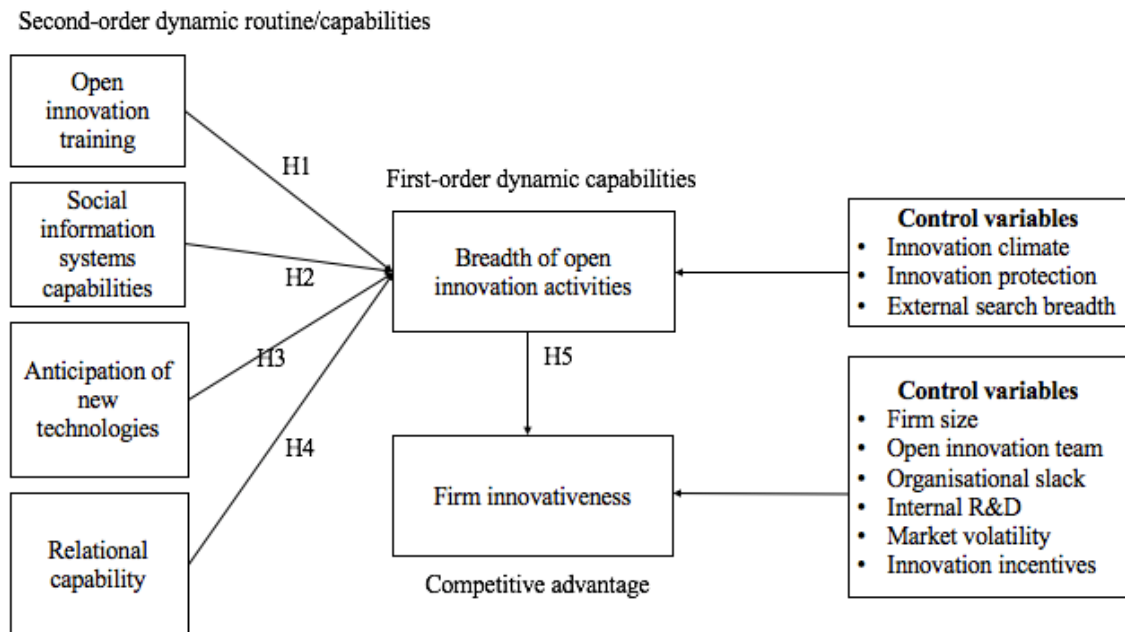 Second-order dynamic routine/capabilities
Open
innovation
training
H1
Social
information
systems
capabilities
H2
Anticipation of
new
technologies
H3
Relational
capability
H4
First-order dynamic capabilities
Breadth of open
innovation activities
H5
Firm innovativeness
Competitive advantage
Control variables
• Innovation climate
• Innovation protection
• External search breadth
Control variables
• Firm size
• Open innovation team
• Organisational slack
• Internal R&D
• Market volatility
• Innovation incentives